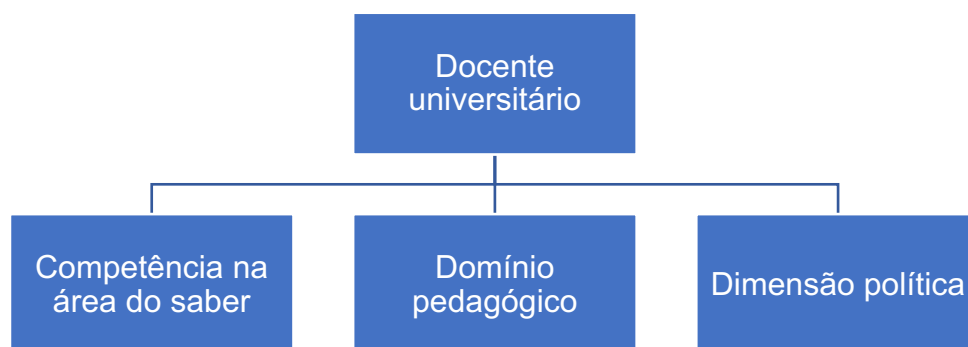 Docente
universitário
Competência na
área do saber
Domínio
pedagógico
Dimensão política